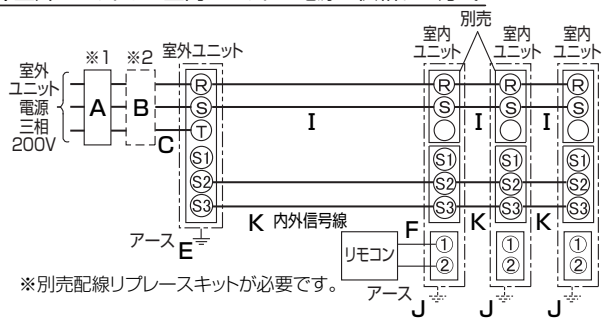 別売
※1
※2
室外ユニット
室内
ユニット
室内
ユニット
室内
ユニット
室外
ユニット
電源
三相
200V
A
B
C
R
S
T
S1
S2
S3
I
R
S
S1
S2
S3
I
R
S
S1
S2
S3
I
R
S
S1
S2
S3
K 内外信号線
K
K
アース E
リモコン
F
①
②
①
②
①
②
アース J
J
J
※別売配線リプレースキットが必要です。